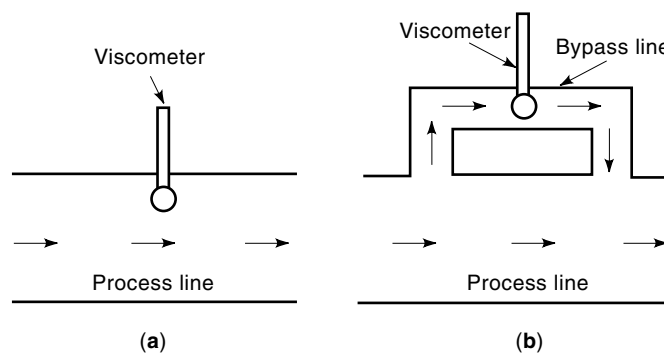 Viscometer
Process line
(a)
Viscometer
Bypass line
Process line
(b)